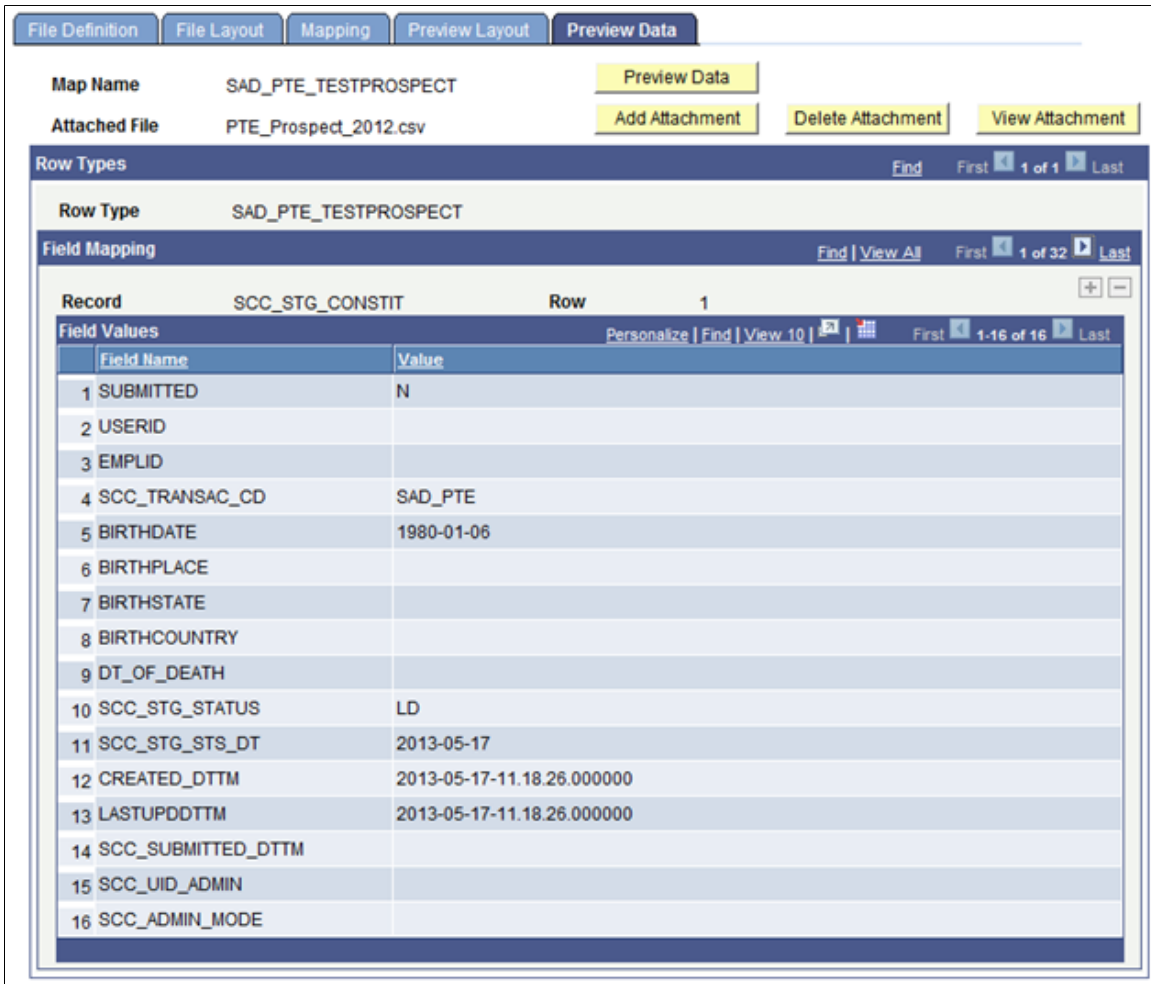 File Definition File Layout Mapping Preview Layout Preview Data
Map Name SAD_PTE_TESTPROSPECT Preview Data
Attached File PTE_Prospect_2012.csv Add Attachment Delete Attachment View Attachment
Row Types Find First 1 of 1 Last
Row Type SAD_PTE_TESTPROSPECT
Field Mapping Find | View All First 1 of 32 Last
Record SCC_STG_CONSTIT Row 1
Field Values Personalize | Find | View 10 | | First 1-16 of 16 Last
Field Name Value
1 SUBMITTED N
2 USERID
3 EMPLID
4 SCC_TRANSAC_CD SAD_PTE
5 BIRTHDATE 1980-01-06
6 BIRTHPLACE
7 BIRTHSTATE
8 BIRTHCOUNTRY
9 DT_OF_DEATH
10 SCC_STG_STATUS LD
11 SCC_STG_STS_DT 2013-05-17
12 CREATED_DTTM 2013-05-17-11.18.26.000000
13 LASTUPDDTTM 2013-05-17-11.18.26.000000
14 SCC_SUBMITTED_DTTM
15 SCC_UID_ADMIN
16 SCC_ADMIN_MODE